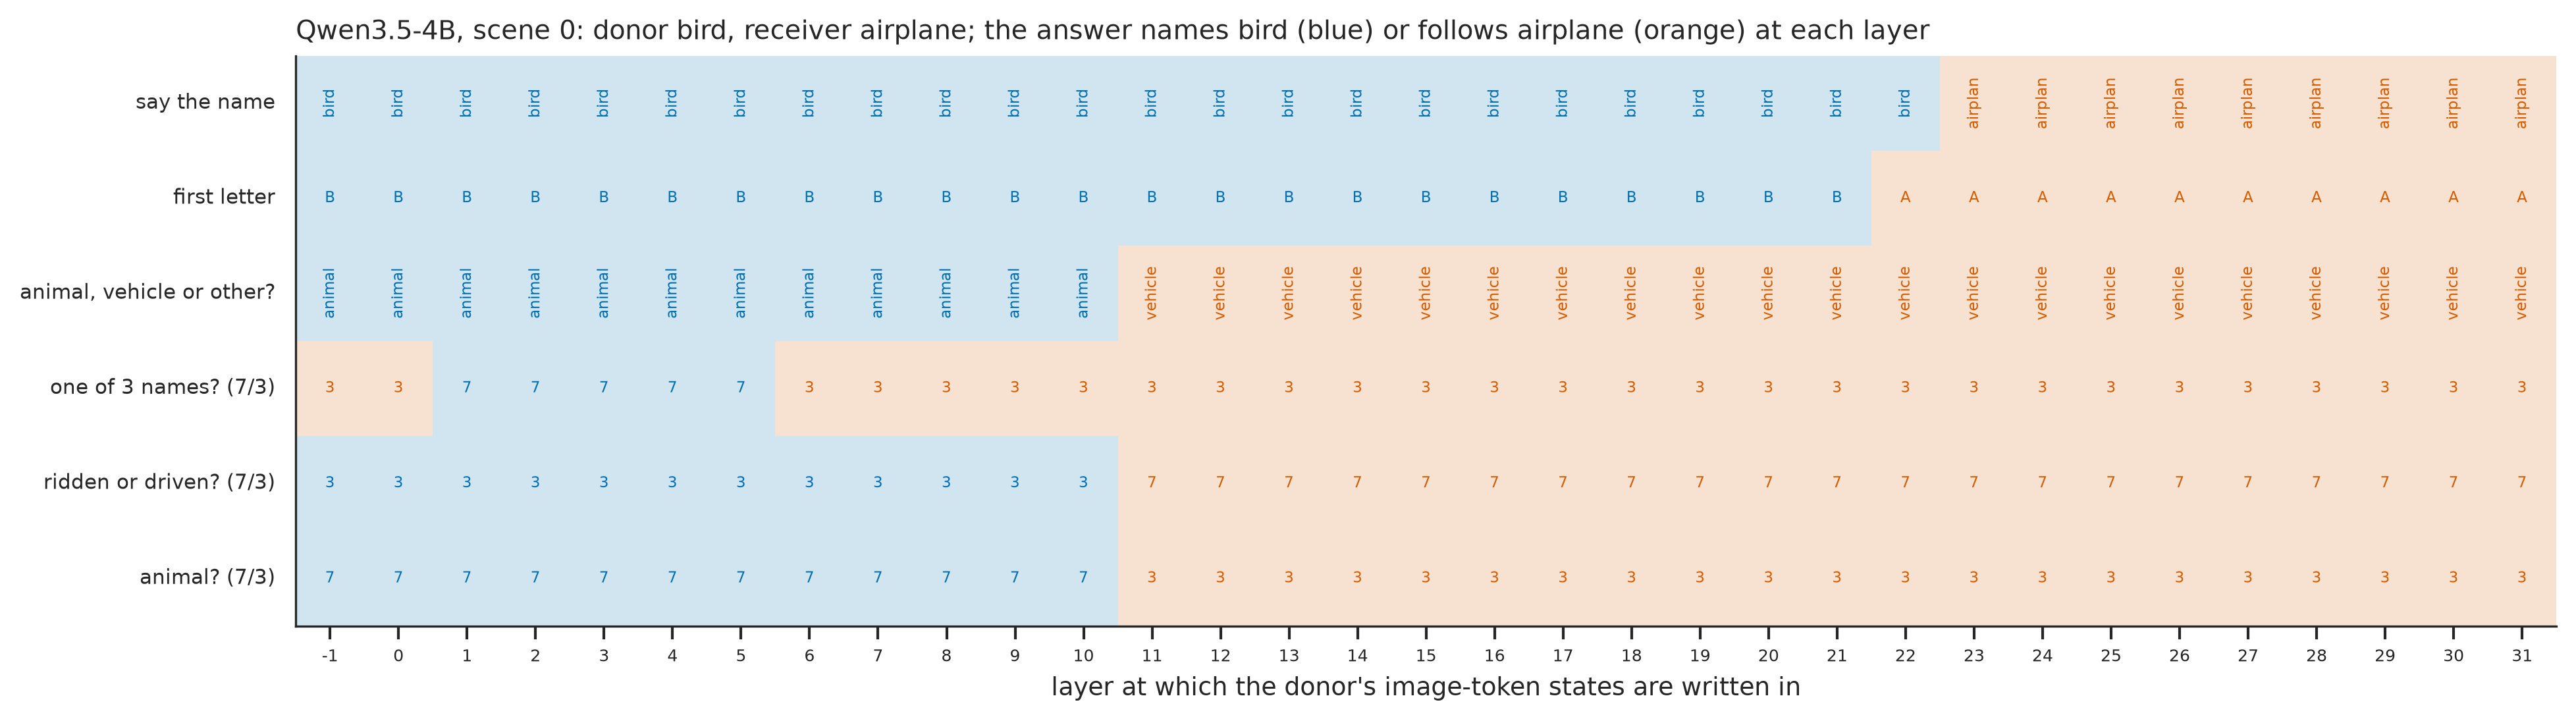 Qwen3.5-4B, scene 0: donor bird, receiver airplane; the answer names bird (blue) or follows airplane (orange) at each layer
say the name bird bird bird bird bird bird bird bird bird bird bird bird bird bird bird bird bird bird bird bird bird bird bird bird airplan airplan airplan airplan airplan airplan airplan airplan airplan
first letter B B B B B B B B B B B B B B B B B B B B B B B A A A A A A A A A A
animal, vehicle or other? animal animal animal animal animal animal animal animal animal animal animal animal vehicle vehicle vehicle vehicle vehicle vehicle vehicle vehicle vehicle vehicle vehicle vehicle vehicle vehicle vehicle vehicle vehicle vehicle vehicle vehicle vehicle
one of 3 names? (7/3) 3 3 7 7 7 7 7 3 3 3 3 3 3 3 3 3 3 3 3 3 3 3 3 3 3 3 3 3 3 3 3 3 3
ridden or driven? (7/3) 3 3 3 3 3 3 3 3 3 3 3 3 7 7 7 7 7 7 7 7 7 7 7 7 7 7 7 7 7 7 7 7 7
animal? (7/3) 7 7 7 7 7 7 7 7 7 7 7 7 3 3 3 3 3 3 3 3 3 3 3 3 3 3 3 3 3 3 3 3 3
-1 0 1 2 3 4 5 6 7 8 9 10 11 12 13 14 15 16 17 18 19 20 21 22 23 24 25 26 27 28 29 30 31
layer at which the donor's image-token states are written in